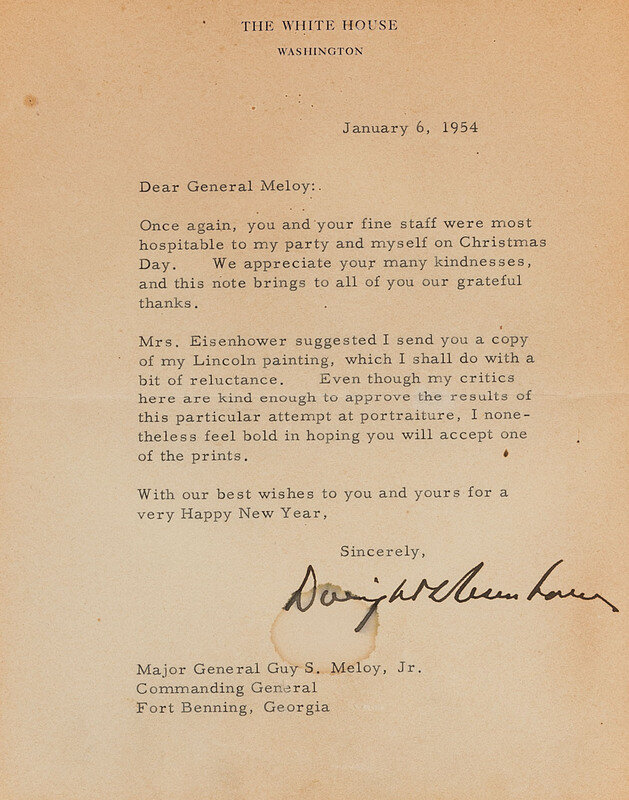 THE WHITE HOUSE
WASHINGTON
January 6, 1954
Dear General Meloy:
Once again, you and your fine staff were most
hospitable to my party and myself on Christmas
Day. We appreciate your many kindnesses,
and this note brings to all of you our grateful
thanks.
Mrs. Eisenhower suggested I send you a copy
of my Lincoln painting, which I shall do with a
bit of reluctance. Even though my critics
here are kind enough to approve the results of
this particular attempt at portraiture, I none-
theless feel bold in hoping you will accept one
of the prints.
With our best wishes to you and yours for a
very Happy New Year,
Sincerely,
Dwight D Eisenhower
Major General Guy S. Meloy, Jr.
Commanding General
Fort Benning, Georgia